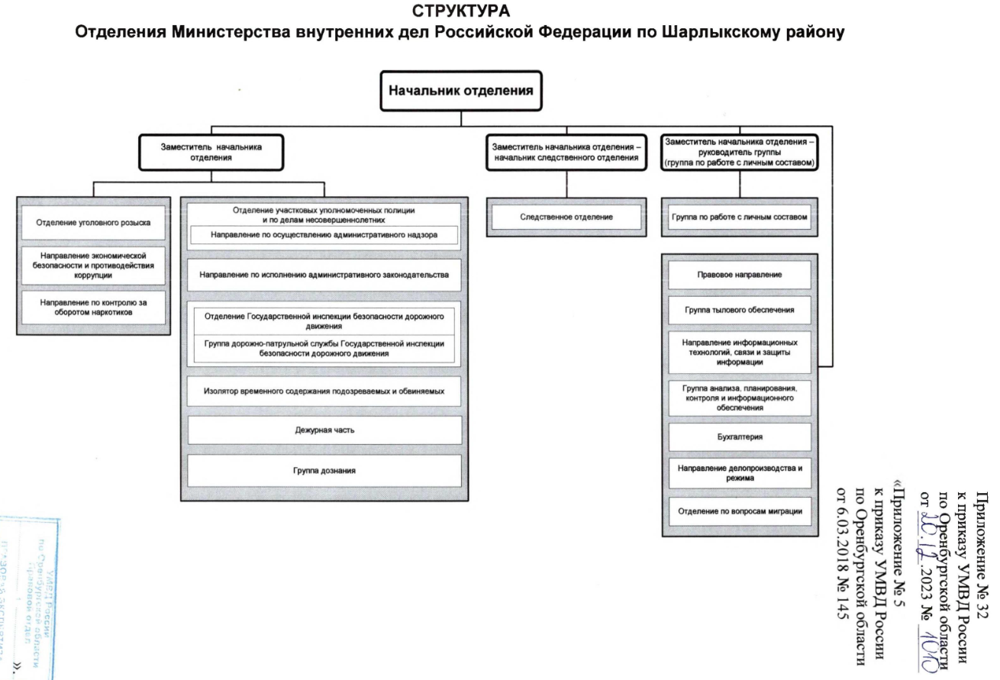 СТРУКТУРА
Отделения Министерства внутренних дел Российской Федерации по Шарлыкскому району
Начальник отделения
Заместитель начальника
отделения
Заместитель начальника отделения –
начальник следственного отделения
Заместитель начальника отделения –
руководитель группы
(группа по работе с личным составом)
Отделение уголовного розыска
Направление экономической
безопасности и противодействия
коррупции
Направление по контролю за
оборотом наркотиков
Отделение участковых уполномоченных полиции
и по делам несовершеннолетних
Направление по осуществлению административного надзора
Направление по исполнению административного законодательства
Отделение Государственной инспекции безопасности дорожного
движения
Группа дорожно-патрульной службы Государственной инспекции
безопасности дорожного движения
Изолятор временного содержания подозреваемых и обвиняемых
Дежурная часть
Группа дознания
Следственное отделение
Группа по работе с личным составом
Правовое направление
Группа тылового обеспечения
Направление информационных
технологий, связи и защиты
информации
Группа анализа, планирования,
контроля и информационного
обеспечения
Бухгалтерия
Направление делопроизводства и
режима
Отделение по вопросам миграции
Приложение № 32
к приказу УМВД России
по Оренбургской области
от 20.12.2023 № 1010
«Приложение № 5
к приказу УМВД России
по Оренбургской области
от 6.03.2018 № 145
УМВД России
по Оренбургской области
Правовой отдел
».